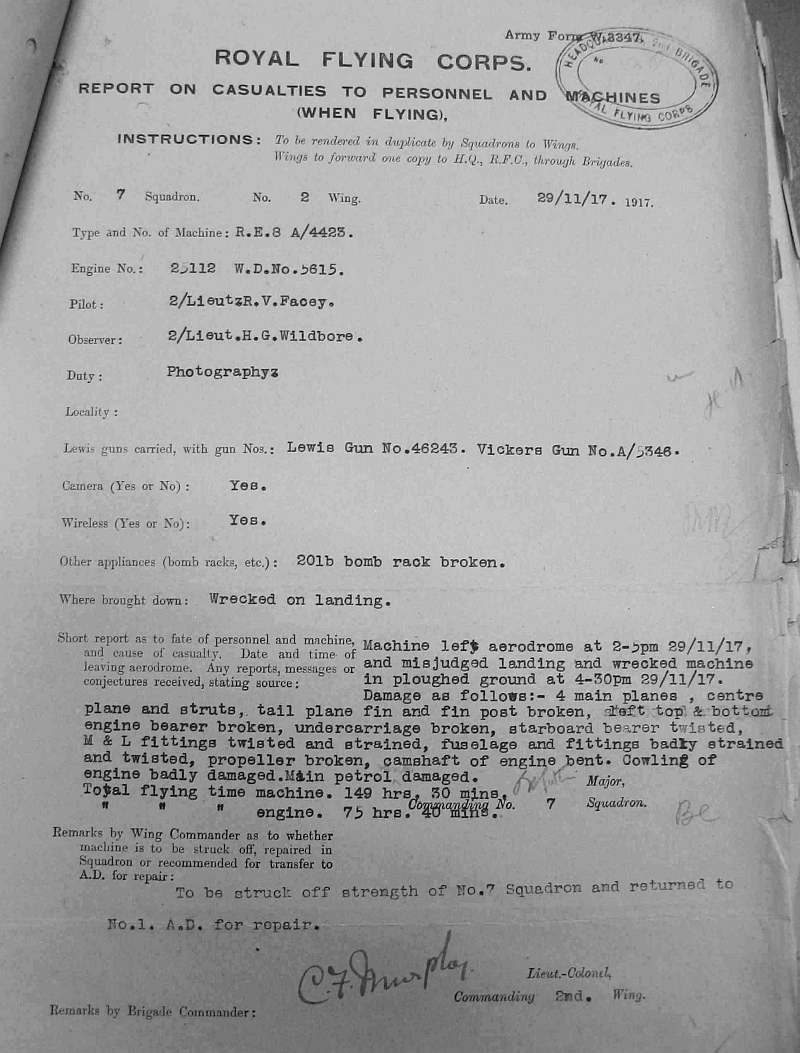 Army Form W.3347.
HEADQUARTERS 2ND BRIGADE
ROYAL FLYING CORPS
ROYAL FLYING CORPS.
REPORT ON CASUALTIES TO PERSONNEL AND MACHINES
(WHEN FLYING),
INSTRUCTIONS: To be rendered in duplicate by Squadrons to Wings.
Wings to forward one copy to H.Q., R.F.C., through Brigades.
No. 7 Squadron. No. 2 Wing. Date. 29/11/17. 1917.
Type and No. of Machine: R.E.8 A/4423.
Engine No.: 25112 W.D.No.5615.
Pilot: 2/LieutzR.V.Facey.
Observer: 2/Lieut.H.G.Wildbore.
Duty: Photographyz
Locality:
Lewis guns carried, with gun Nos.: Lewis Gun No.46243. Vickers Gun No.A/5346.
Camera (Yes or No): Yes.
Wireless (Yes or No): Yes.
Other appliances (bomb racks, etc.): 20lb bomb rack broken.
Where brought down: Wrecked on landing.
Short report as to fate of personnel and machine,
and cause of casualty. Date and time of
leaving aerodrome. Any reports, messages or
conjectures received, stating source:
Machine left aerodrome at 2-5pm 29/11/17,
and misjudged landing and wrecked machine
in ploughed ground at 4-30pm 29/11/17.
Damage as follows:- 4 main planes , centre
plane and struts, tail plane fin and fin post broken, left top & bottom
engine bearer broken, undercarriage broken, starboard bearer twisted,
M & L fittings twisted and strained, fuselage and fittings badly strained
and twisted, propeller broken, camshaft of engine bent. Cowling of
engine badly damaged.Main petrol damaged.
Total flying time machine. 149 hrs. 30 mins.
Major,
" " " engine. 75 hrs. 40 mins.
Commanding No. 7 Squadron.
Remarks by Wing Commander as to whether
machine is to be struck off, repaired in
Squadron or recommended for transfer to
A.D. for repair:
To be struck off strength of No.7 Squadron and returned to
No.1. A.D. for repair.
C.F. Murphy.
Lieut.-Colonel,
Commanding 2nd. Wing.
Remarks by Brigade Commander: